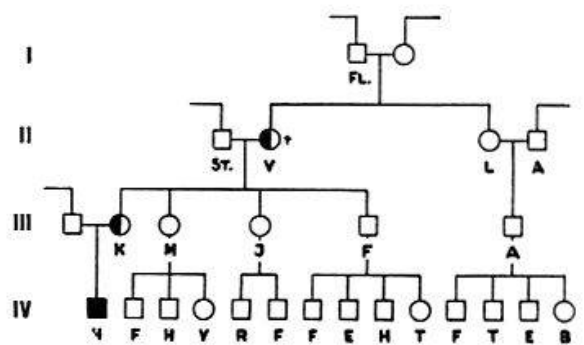 I
FL.
II
ST. V ? L A
III
K M J F A
IV
F H Y R F F E H T F T E B